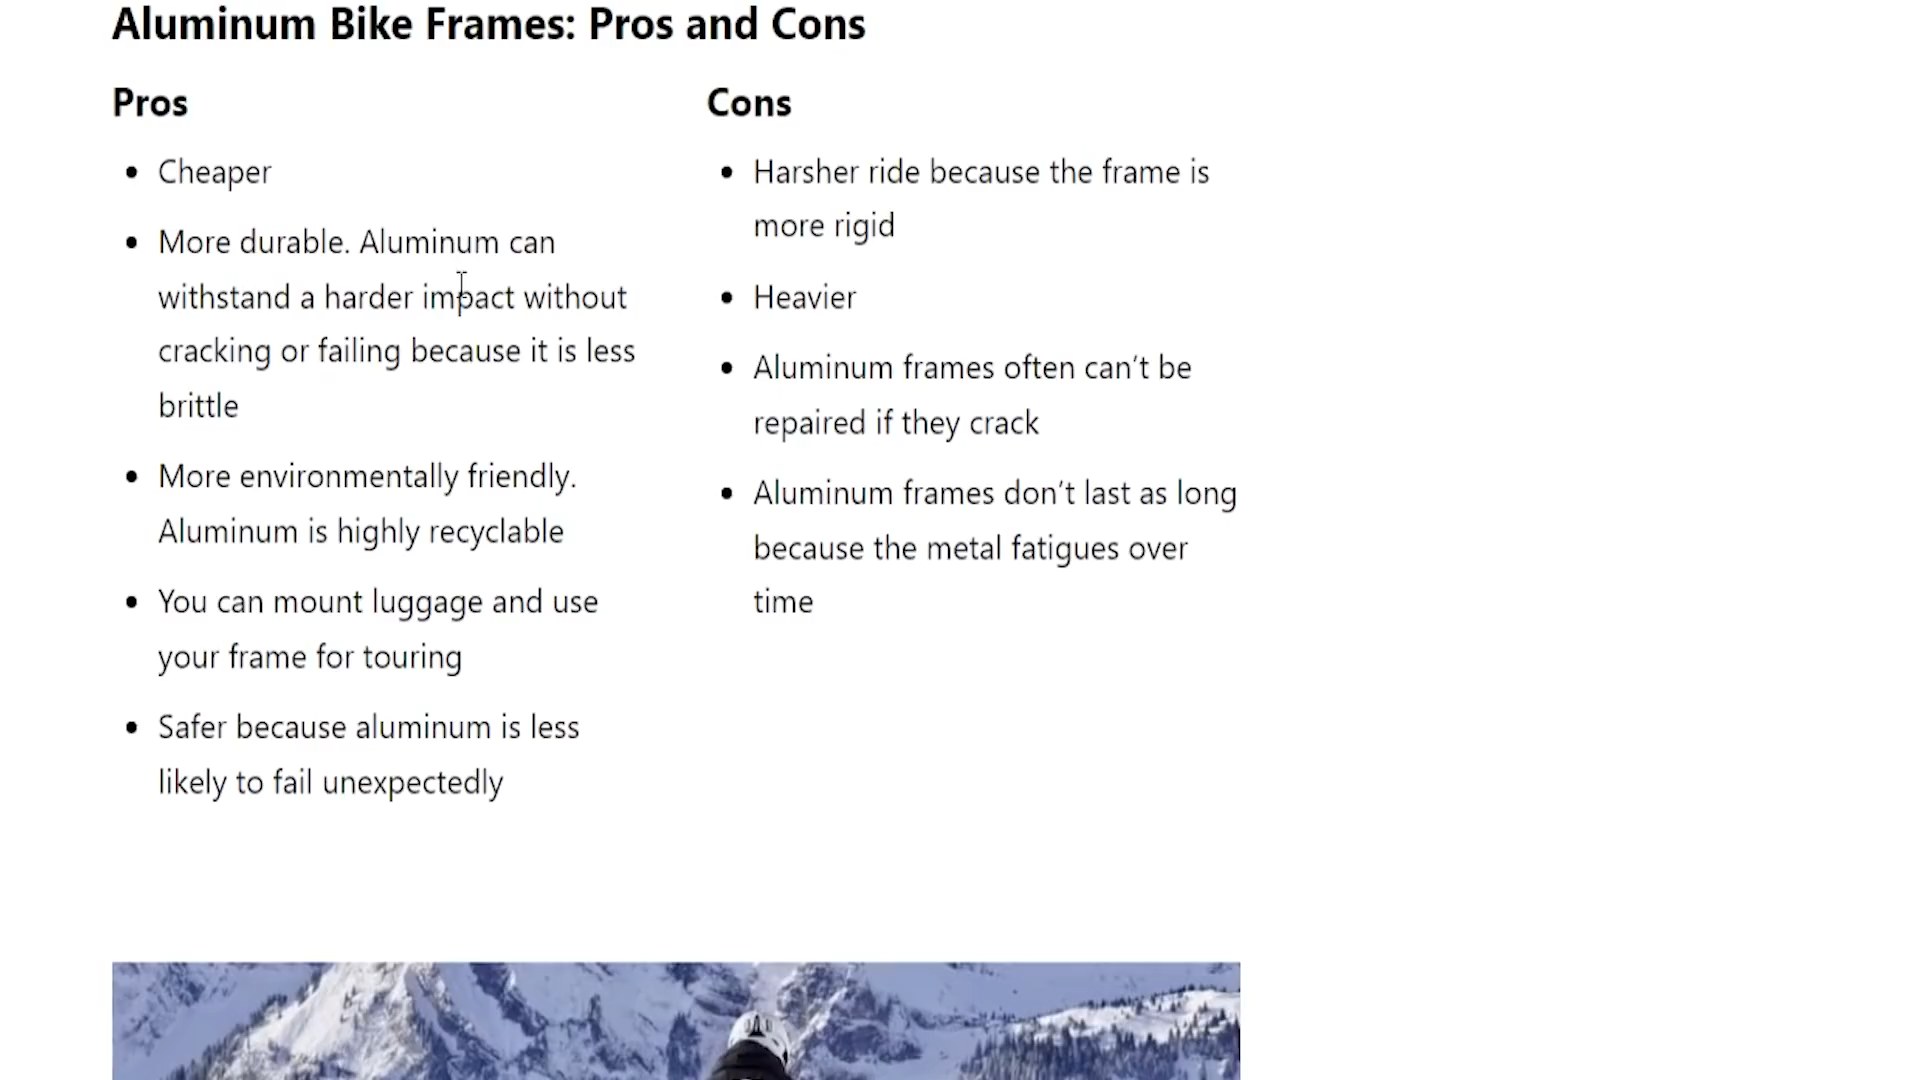 Aluminum Bike Frames: Pros and Cons
Pros
Cheaper
More durable. Aluminum can
withstand a harder impact without
cracking or failing because it is less
brittle
More environmentally friendly.
Aluminum is highly recyclable
You can mount luggage and use
your frame for touring
Safer because aluminum is less
likely to fail unexpectedly
Cons
Harsher ride because the frame is
more rigid
Heavier
Aluminum frames often can’t be
repaired if they crack
Aluminum frames don’t last as long
because the metal fatigues over
time